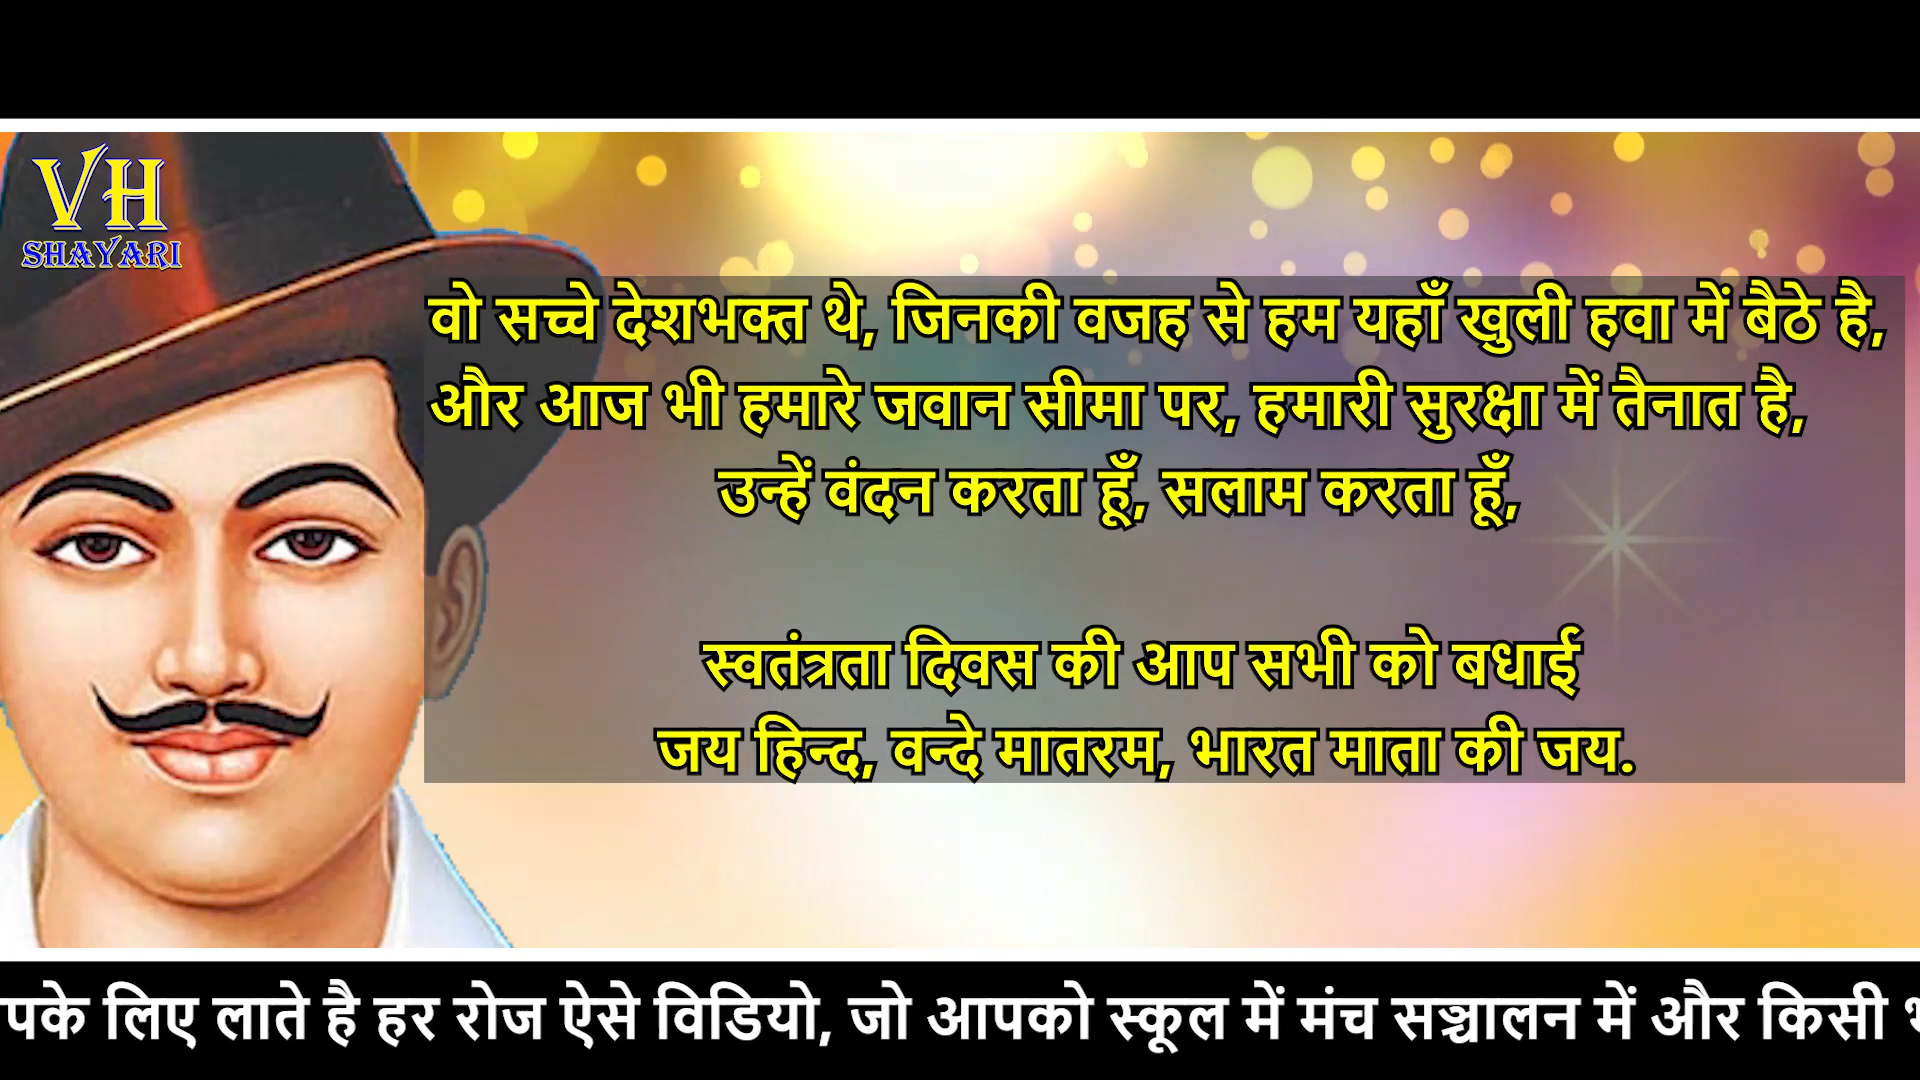 VH
SHAYARI
वो सच्चे देशभक्त थे, जिनकी वजह से हम यहाँ खुली हवा में बैठे है,
और आज भी हमारे जवान सीमा पर, हमारी सुरक्षा में तैनात है,
उन्हें वंदन करता हूँ, सलाम करता हूँ,
स्वतंत्रता दिवस की आप सभी को बधाई
जय हिन्द, वन्दे मातरम, भारत माता की जय.
पके लिए लाते है हर रोज ऐसे विडियो, जो आपको स्कूल में मंच सञ्चालन में और किसी